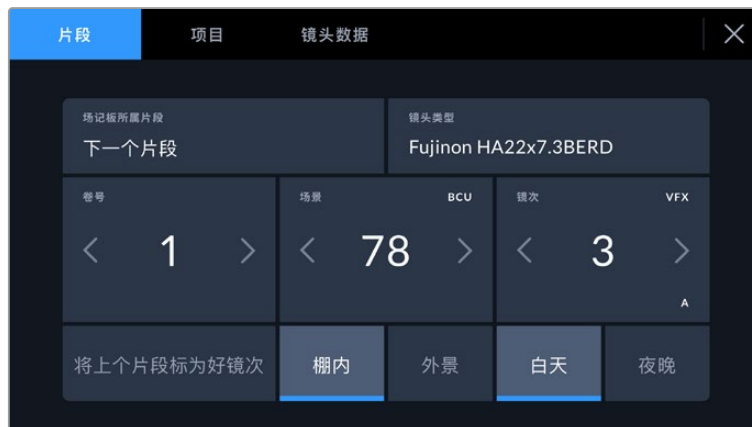 片段 项目 镜头数据
场记板所属片段 镜头类型
下一个片段 Fujinon HA22x7.3BERD
卷号 场景 BCU 镜次 VFX
1 78 3
A
将上个片段标为好镜次 棚内 外景 白天 夜晚